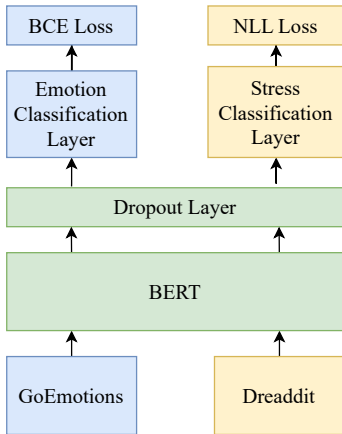 BCE Loss
NLL Loss
Emotion
Classification
Layer
Stress
Classification
Layer
Dropout Layer
BERT
GoEmotions
Dreaddit